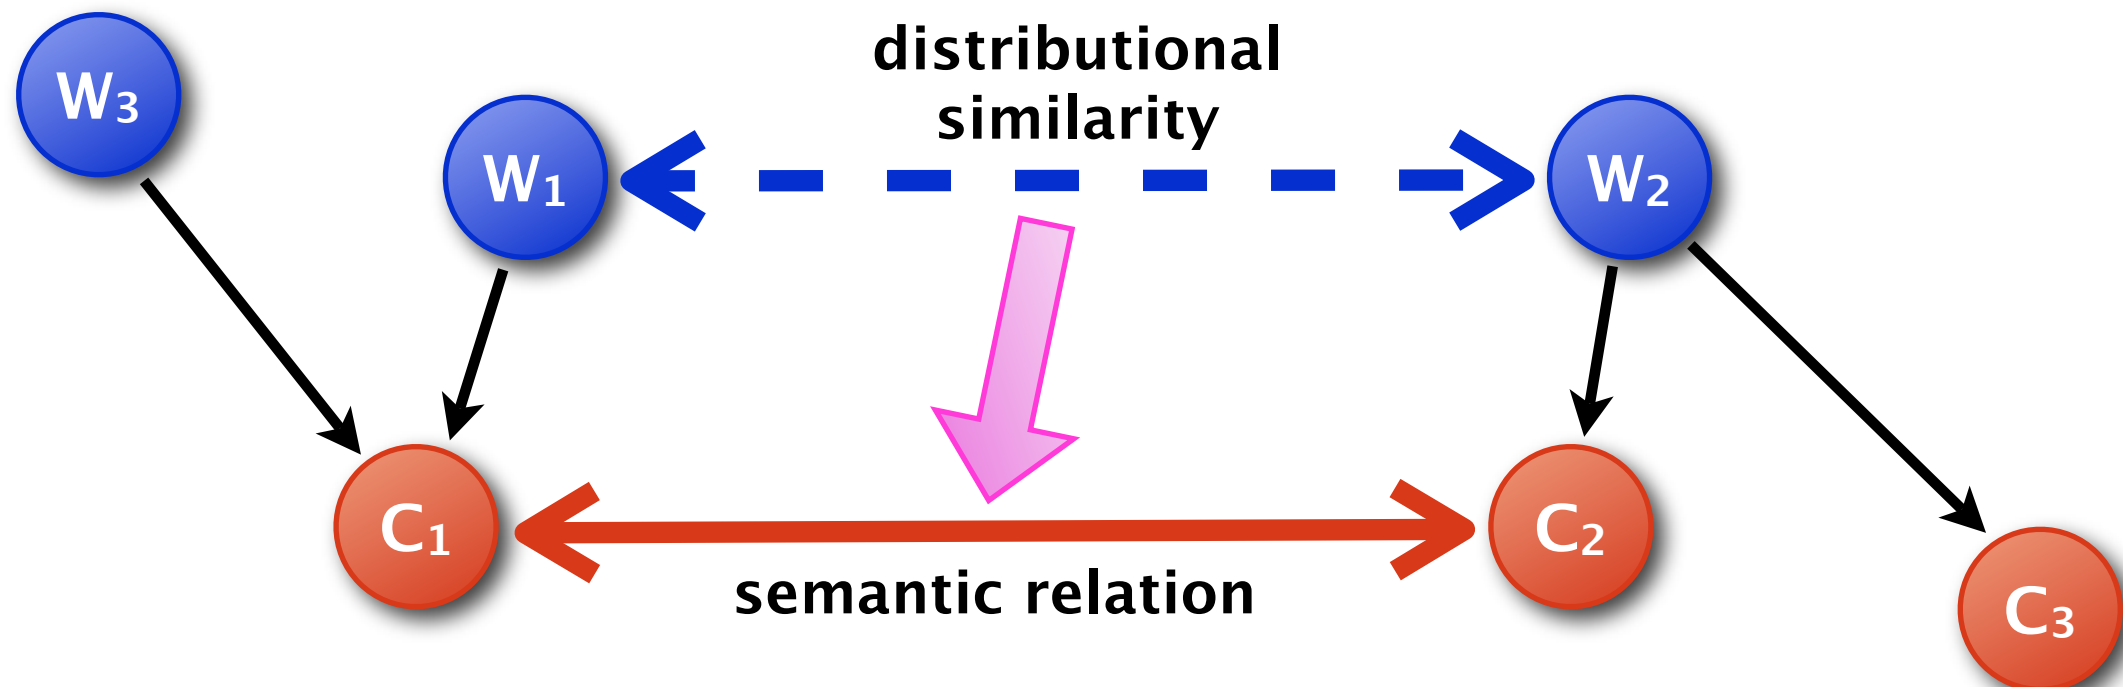 distributional
similarity
W₃
W₁
W₂
C₁
C₂
semantic relation
C₃